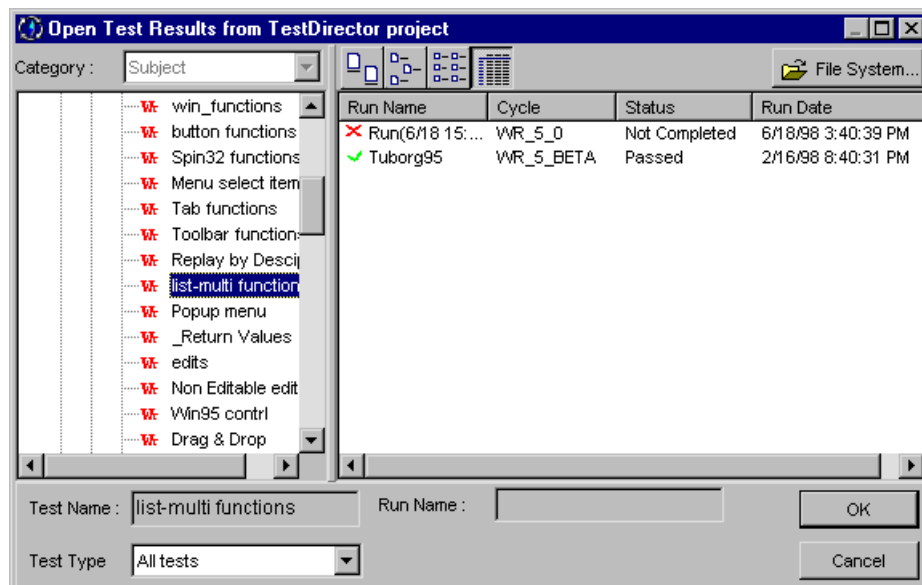 Open Test Results from TestDirector project
Category : Subject
File System...
win_functions
button functions
Spin32 functions
Menu select item
Tab functions
Toolbar function
Replay by Descip
list-multi function
Popup menu
_Return Values
edits
Non Editable edit
Win95 contrl
Drag & Drop
Run Name Cycle Status Run Date
Run(6/18 15:... WR_5_0 Not Completed 6/18/98 3:40:39 PM
Tuborg95 WR_5_BETA Passed 2/16/98 8:40:31 PM
Test Name : list-multi functions Run Name :
OK
Test Type All tests
Cancel